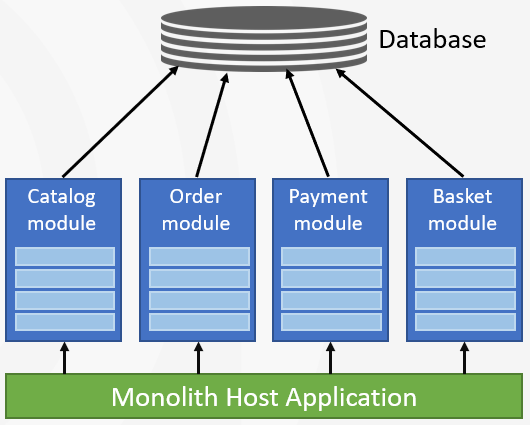 Database
Catalog
module
Order
module
Payment
module
Basket
module
Monolith Host Application